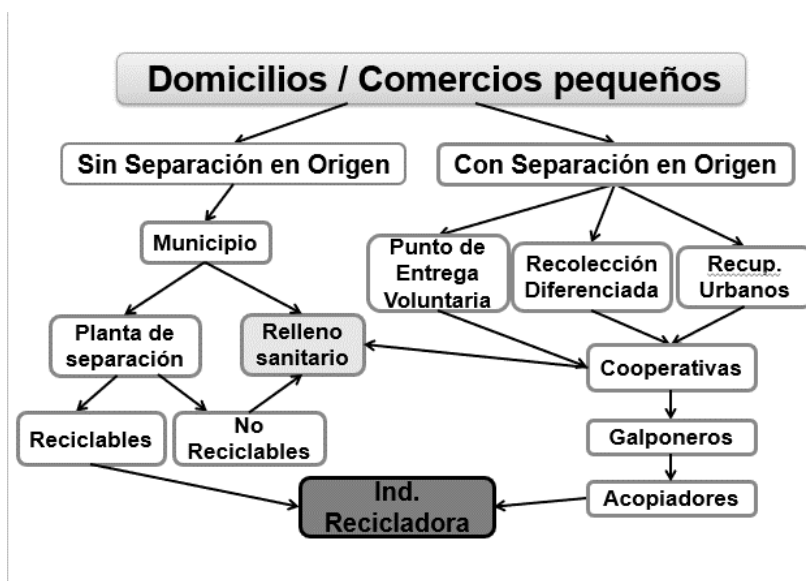 Domicilios / Comercios pequeños
Sin Separación en Origen
Con Separación en Origen
Municipio
Punto de
Entrega
Voluntaria
Recolección
Diferenciada
Recup.
Urbanos
Planta de
separación
Relleno
sanitario
Cooperativas
Reciclables
No
Reciclables
Galponeros
Ind.
Recicladora
Acopiadores